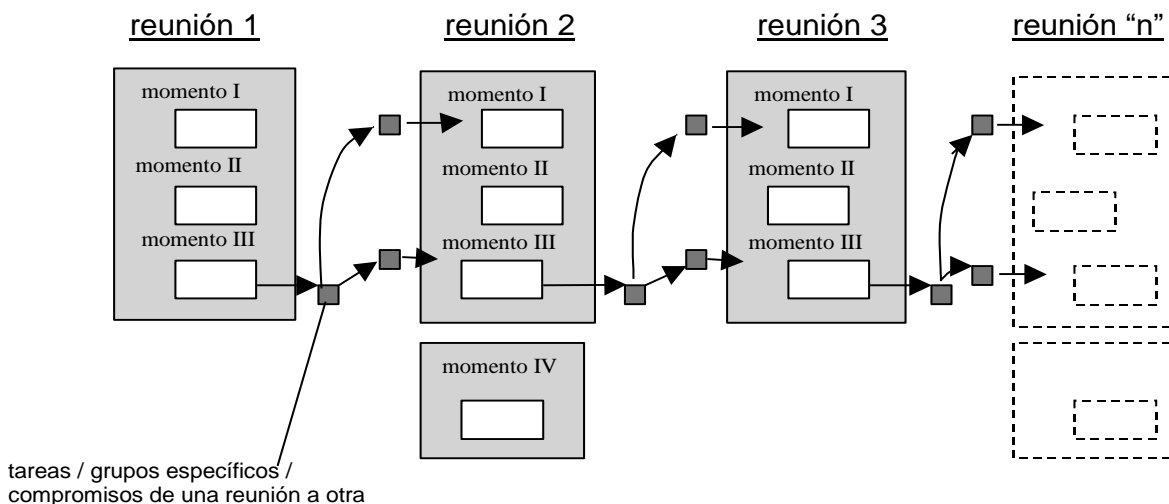 reunión 1
reunión 2
reunión 3
reunión “n”
momento I
momento II
momento III
momento I
momento II
momento III
momento IV
momento I
momento II
momento III
tareas / grupos específicos /
compromisos de una reunión a otra